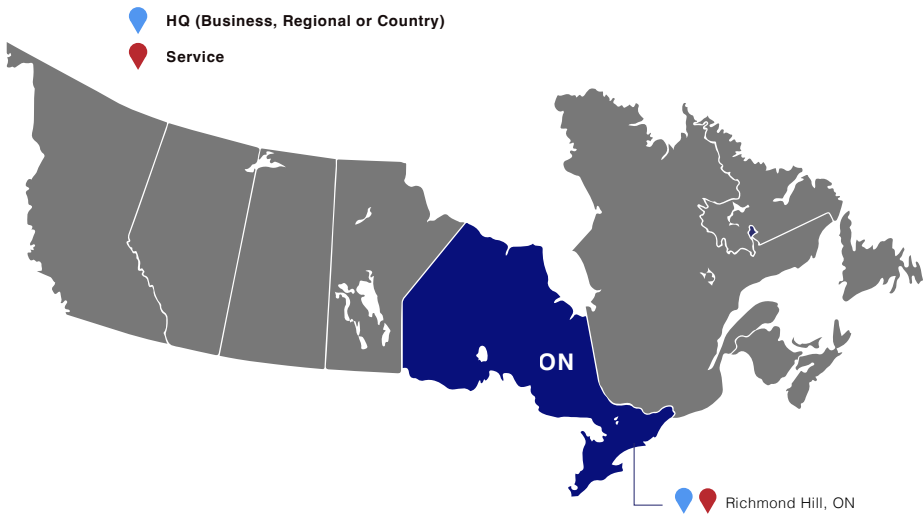 HQ (Business, Regional or Country)
Service
ON
Richmond Hill, ON